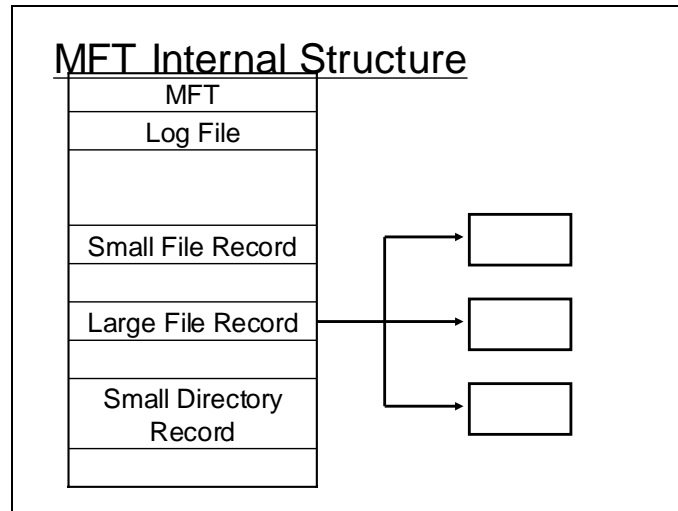 MFT Internal Structure
MFT
Log File
Small File Record
Large File Record
Small Directory
Record